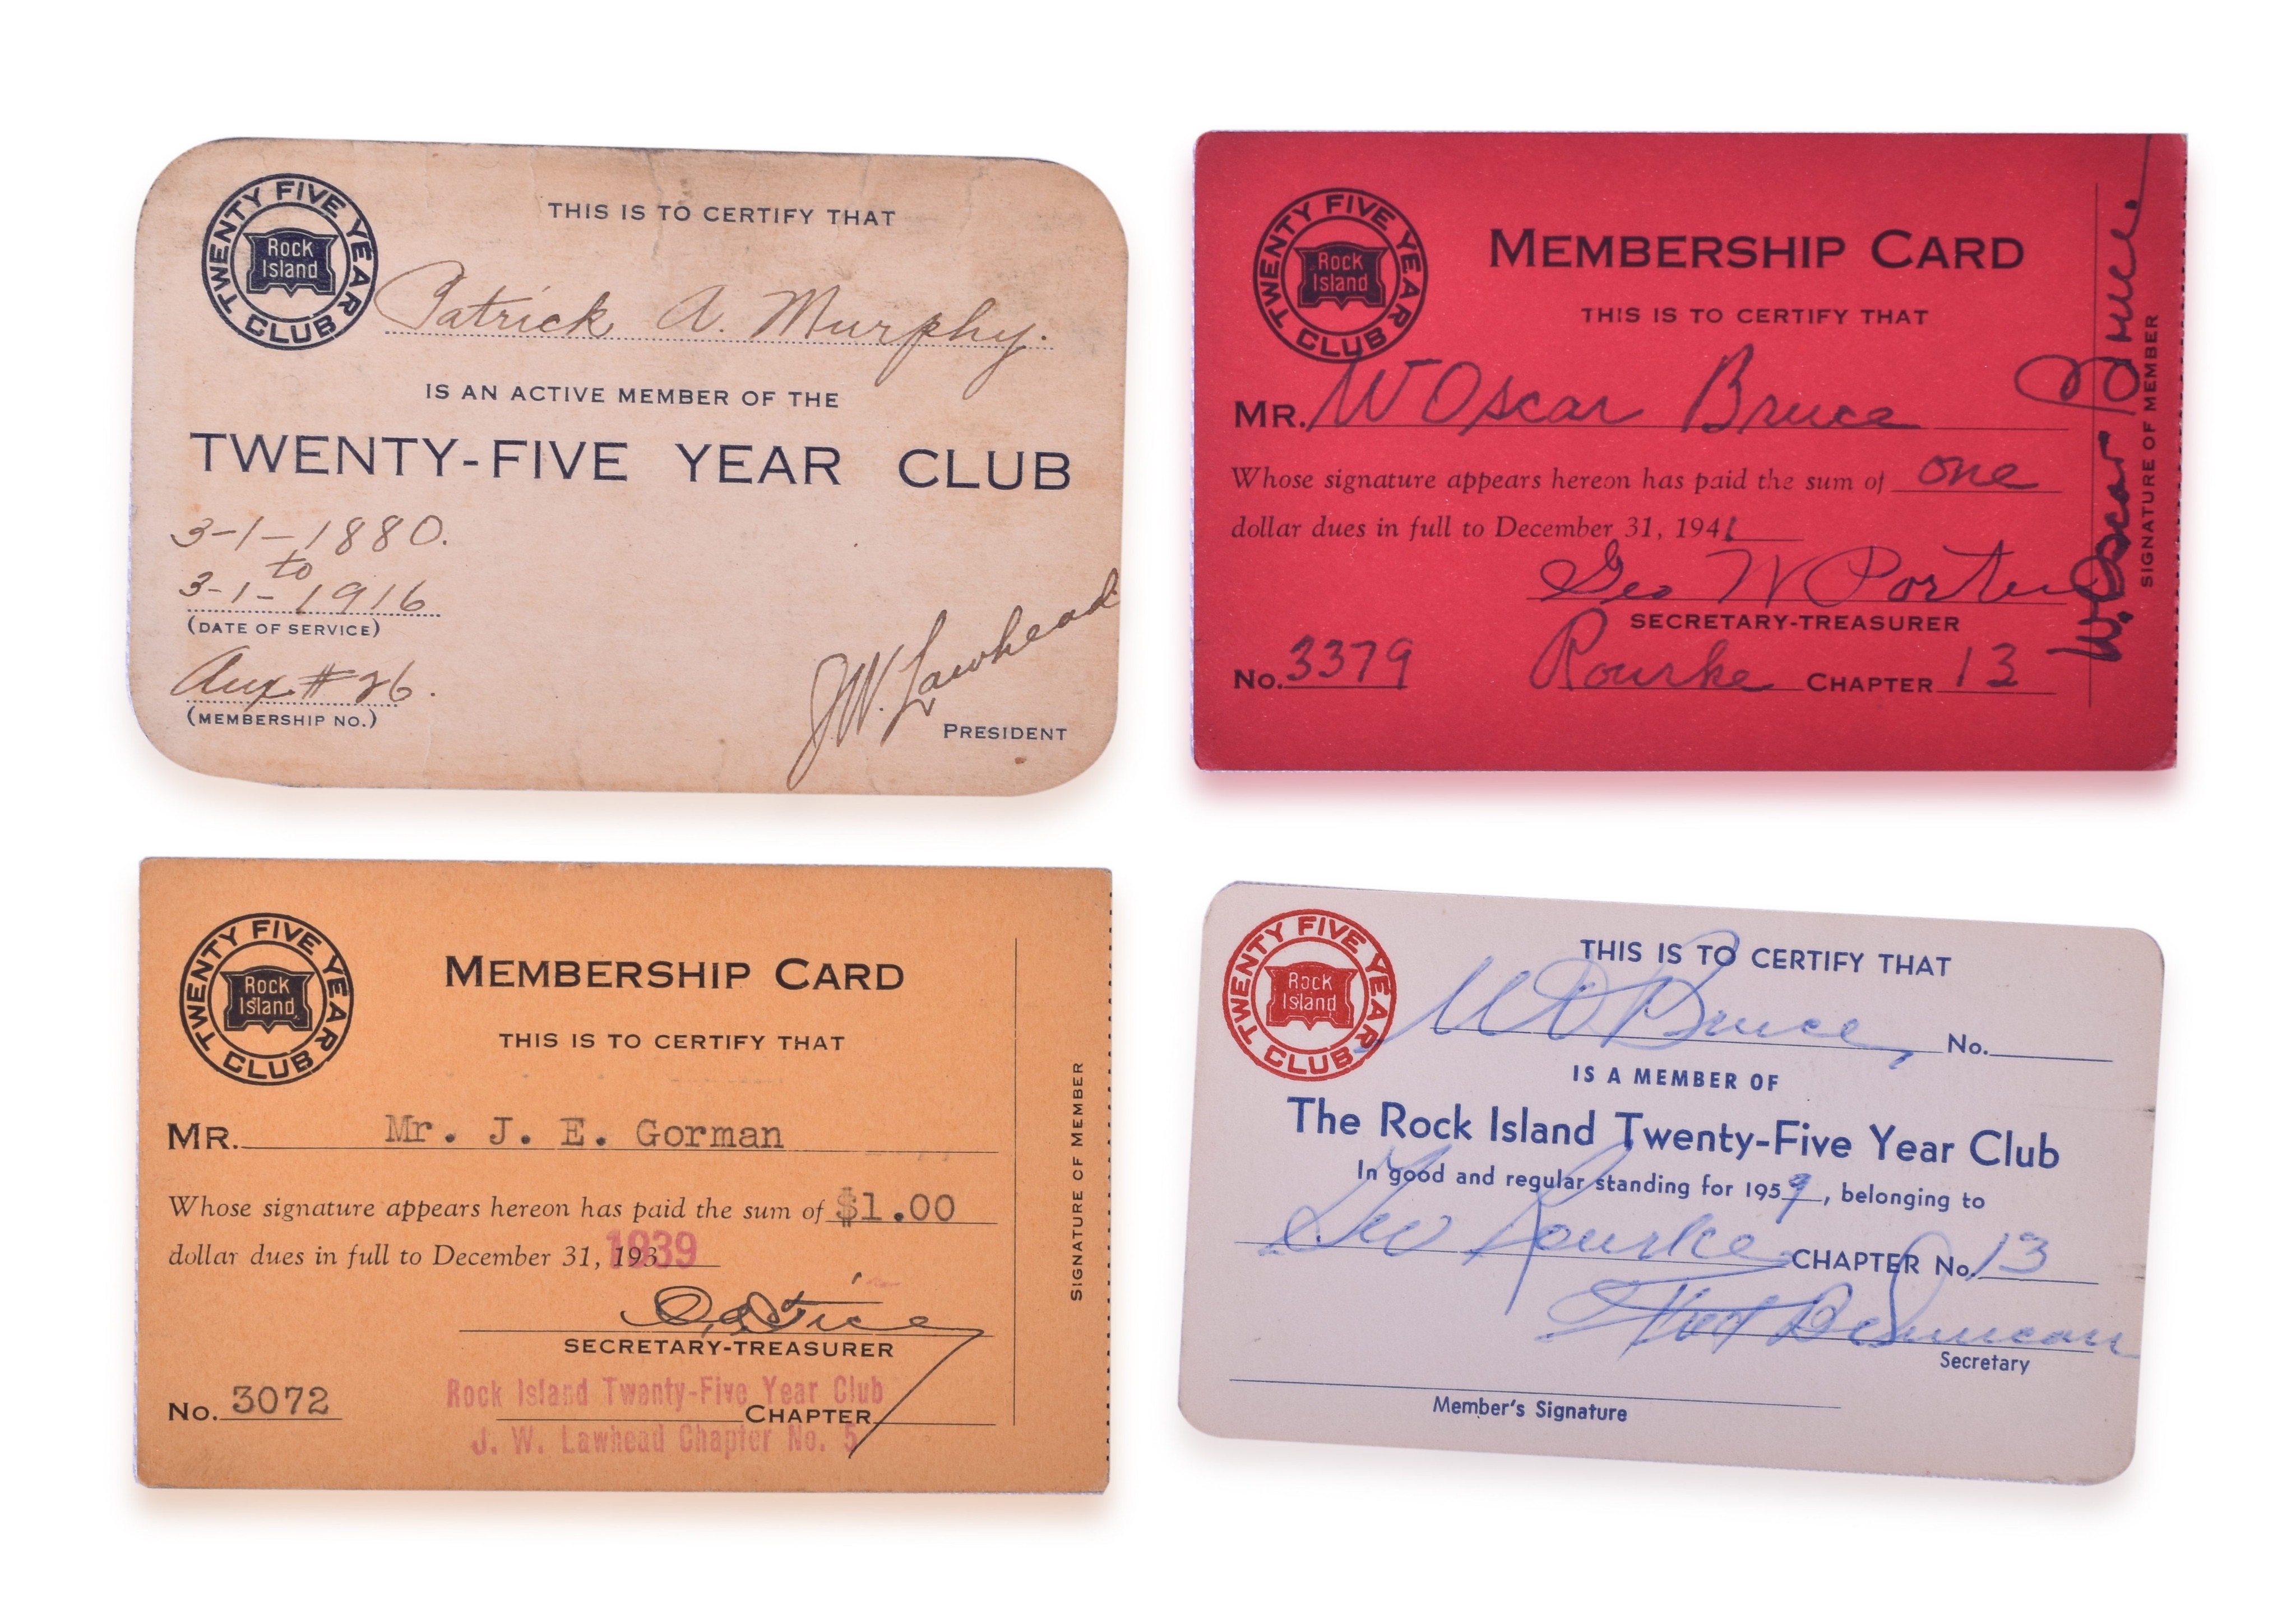 TWENTY FIVE YEAR CLUB
Rock
Island
THIS IS TO CERTIFY THAT
Patrick A. Murphy.
IS AN ACTIVE MEMBER OF THE
TWENTY-FIVE YEAR CLUB
3-1-1880.
to
3-1-1916
(DATE OF SERVICE)
Aux # 26.
(MEMBERSHIP NO.)
J.W. Lawhead
PRESIDENT
TWENTY FIVE YEAR CLUB
Rock
Island
MEMBERSHIP CARD
THIS IS TO CERTIFY THAT
MR. W Oscar Bruce
Whose signature appears hereon has paid the sum of one
dollar dues in full to December 31, 1941
Geo W Porter
SECRETARY-TREASURER
No. 3379 Rourke CHAPTER 13
W. Oscar Bruce.
SIGNATURE OF MEMBER
TWENTY FIVE YEAR CLUB
Rock
Island
MEMBERSHIP CARD
THIS IS TO CERTIFY THAT
MR. Mr. J. E. Gorman
Whose signature appears hereon has paid the sum of $1.00
dollar dues in full to December 31, 193 1939
SECRETARY-TREASURER
Rock Island Twenty-Five Year Club
No. 3072 CHAPTER
J. W. Lawhead Chapter No. 5
SIGNATURE OF MEMBER
TWENTY FIVE YEAR CLUB
Rock
Island
THIS IS TO CERTIFY THAT
W O Bruce, No.
IS A MEMBER OF
The Rock Island Twenty-Five Year Club
In good and regular standing for 1959, belonging to
Geo Rourke CHAPTER No. 13
Secretary
Member's Signature